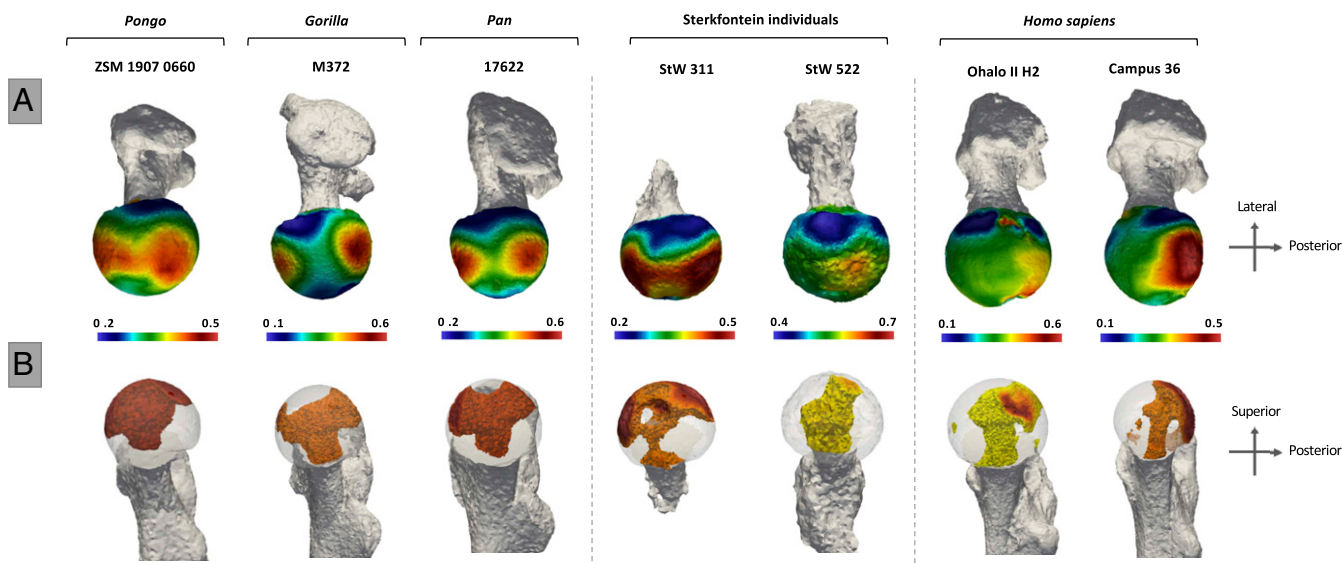 Pongo Gorilla Pan Sterkfontein individuals Homo sapiens
ZSM 1907 0660 M372 17622 StW 311 StW 522 Ohalo II H2 Campus 36
A
Lateral
Posterior
0.2 0.5 0.1 0.6 0.2 0.6 0.2 0.5 0.4 0.7 0.1 0.6 0.1 0.5
B
Superior
Posterior